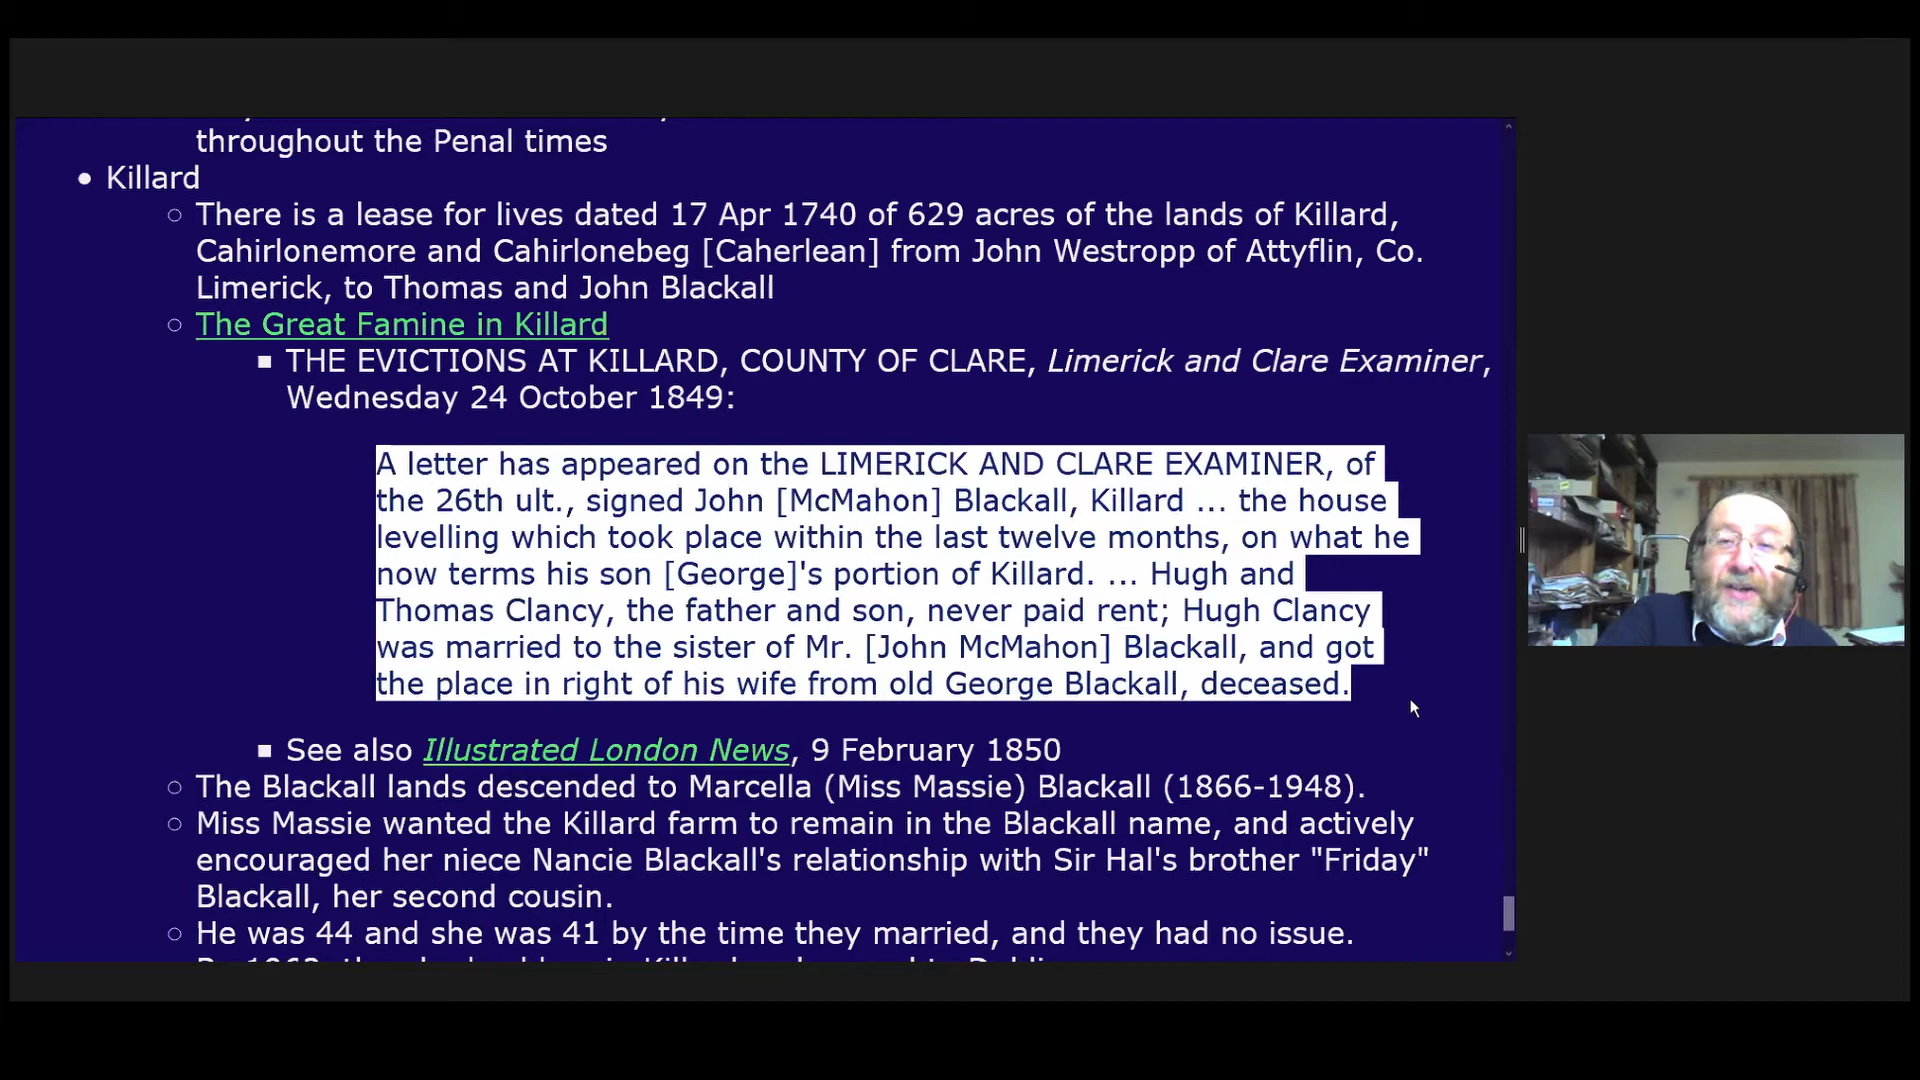 throughout the Penal times
• Killard
○ There is a lease for lives dated 17 Apr 1740 of 629 acres of the lands of Killard,
Cahirlonemore and Cahirlonebeg [Caherlean] from John Westropp of Attyflin, Co.
Limerick, to Thomas and John Blackall
○ The Great Famine in Killard
■ THE EVICTIONS AT KILLARD, COUNTY OF CLARE, Limerick and Clare Examiner,
Wednesday 24 October 1849:
A letter has appeared on the LIMERICK AND CLARE EXAMINER, of
the 26th ult., signed John [McMahon] Blackall, Killard ... the house
levelling which took place within the last twelve months, on what he
now terms his son [George]'s portion of Killard. ... Hugh and
Thomas Clancy, the father and son, never paid rent; Hugh Clancy
was married to the sister of Mr. [John McMahon] Blackall, and got
the place in right of his wife from old George Blackall, deceased.
■ See also Illustrated London News, 9 February 1850
○ The Blackall lands descended to Marcella (Miss Massie) Blackall (1866-1948).
○ Miss Massie wanted the Killard farm to remain in the Blackall name, and actively
encouraged her niece Nancie Blackall's relationship with Sir Hal's brother "Friday"
Blackall, her second cousin.
○ He was 44 and she was 41 by the time they married, and they had no issue.